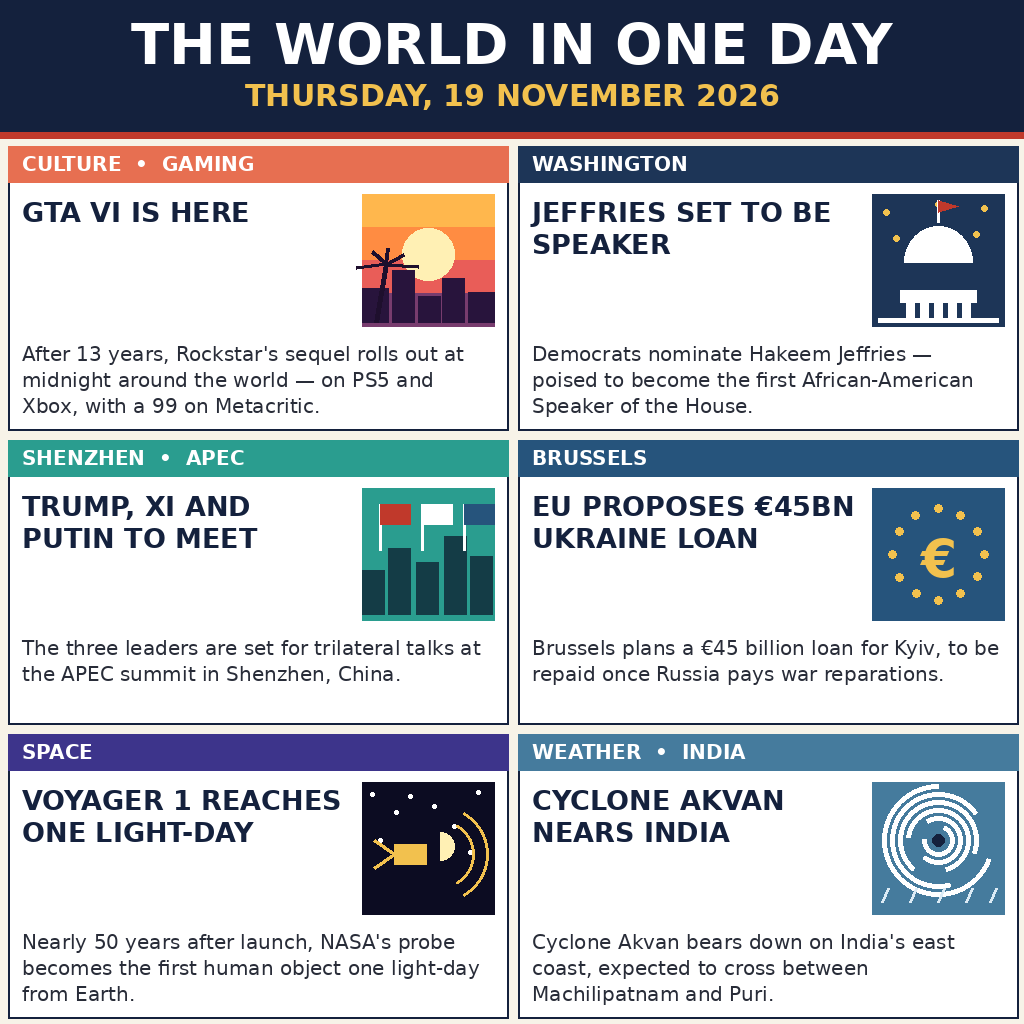 THE WORLD IN ONE DAY
THURSDAY, 19 NOVEMBER 2026
CULTURE • GAMING
GTA VI IS HERE
After 13 years, Rockstar's sequel rolls out at
midnight around the world — on PS5 and
Xbox, with a 99 on Metacritic.
WASHINGTON
JEFFRIES SET TO BE
SPEAKER
Democrats nominate Hakeem Jeffries —
poised to become the first African-American
Speaker of the House.
SHENZHEN • APEC
TRUMP, XI AND
PUTIN TO MEET
The three leaders are set for trilateral talks at
the APEC summit in Shenzhen, China.
BRUSSELS
EU PROPOSES €45BN
UKRAINE LOAN
€
Brussels plans a €45 billion loan for Kyiv, to be
repaid once Russia pays war reparations.
SPACE
VOYAGER 1 REACHES
ONE LIGHT-DAY
Nearly 50 years after launch, NASA's probe
becomes the first human object one light-day
from Earth.
WEATHER • INDIA
CYCLONE AKVAN
NEARS INDIA
Cyclone Akvan bears down on India's east
coast, expected to cross between
Machilipatnam and Puri.